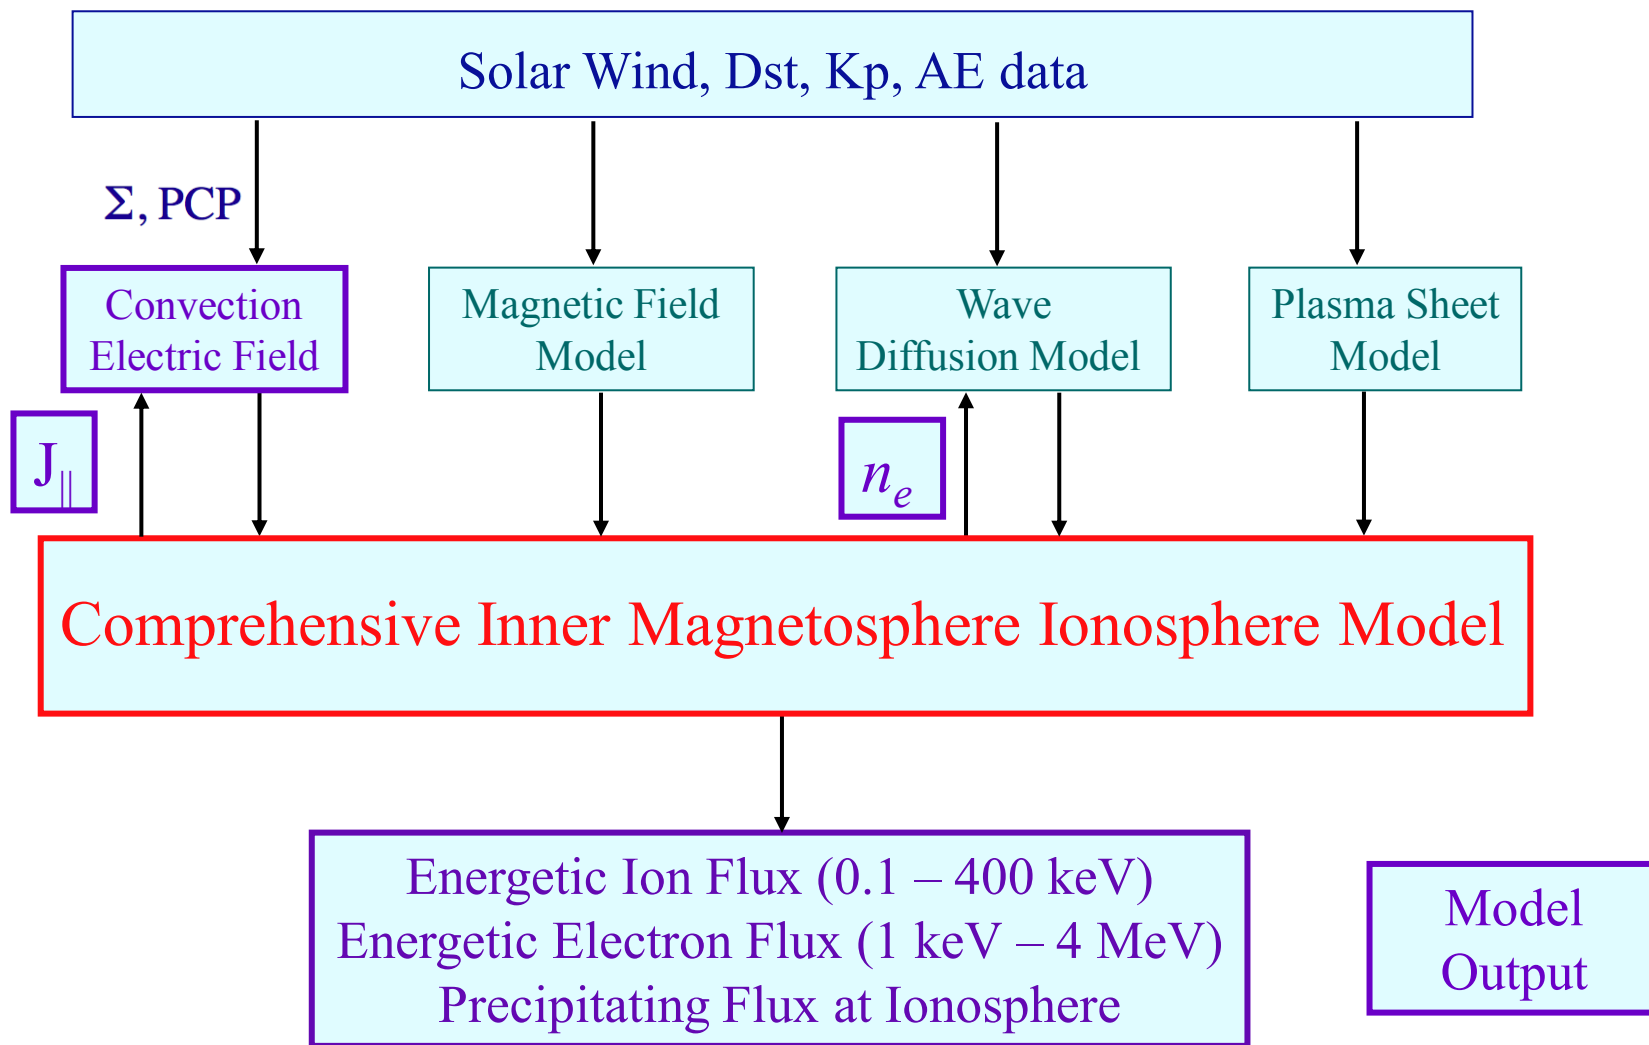 Solar Wind, Dst, Kp, AE data
Σ, PCP
Convection
Electric Field
Magnetic Field
Model
Wave
Diffusion Model
Plasma Sheet
Model
J||
ne
Comprehensive Inner Magnetosphere Ionosphere Model
Energetic Ion Flux (0.1 – 400 keV)
Energetic Electron Flux (1 keV – 4 MeV)
Precipitating Flux at Ionosphere
Model
Output